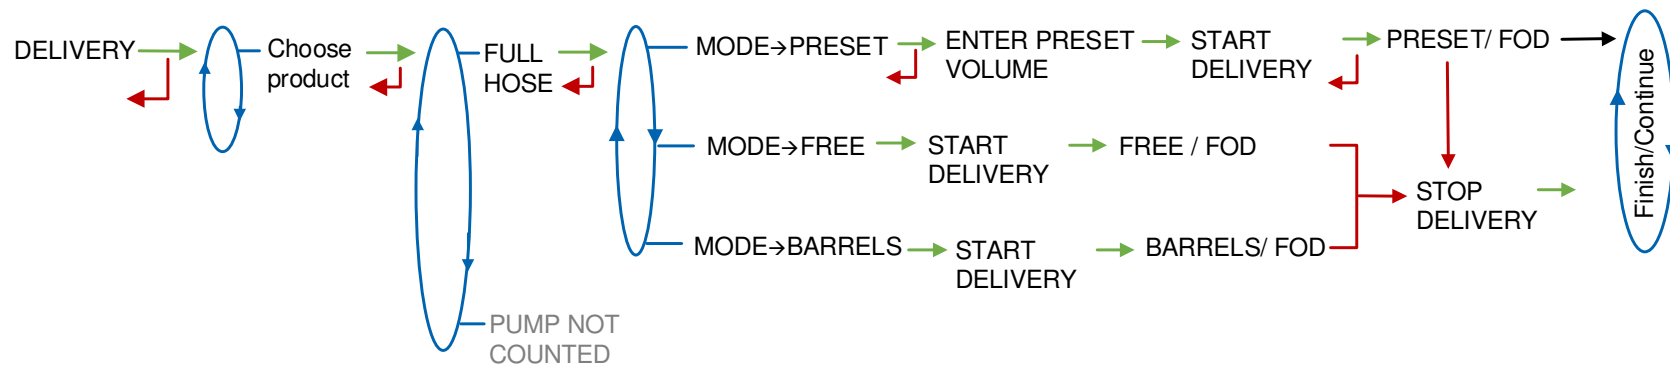 DELIVERY
Choose
product
FULL
HOSE
PUMP NOT
COUNTED
MODE→PRESET
ENTER PRESET
VOLUME
START
DELIVERY
PRESET/ FOD
MODE→FREE
START
DELIVERY
FREE / FOD
MODE→BARRELS
START
DELIVERY
BARRELS/ FOD
STOP
DELIVERY
Finish/Continue